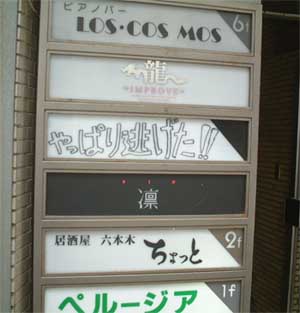 ピアノバー
LOS·COS MOS
6f
龍
IMPROVE
やっぱり逃げた!!
凛
居酒屋 六本木
ちょっと
2f
ペルージア
1f